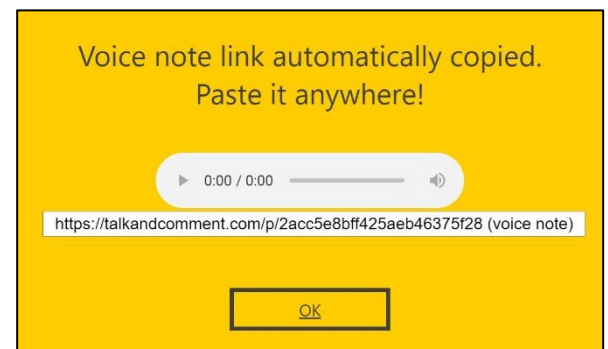 Voice note link automatically copied.
Paste it anywhere!
0:00 / 0:00
https://talkandcomment.com/p/2acc5e8bff425aeb46375f28 (voice note)
OK